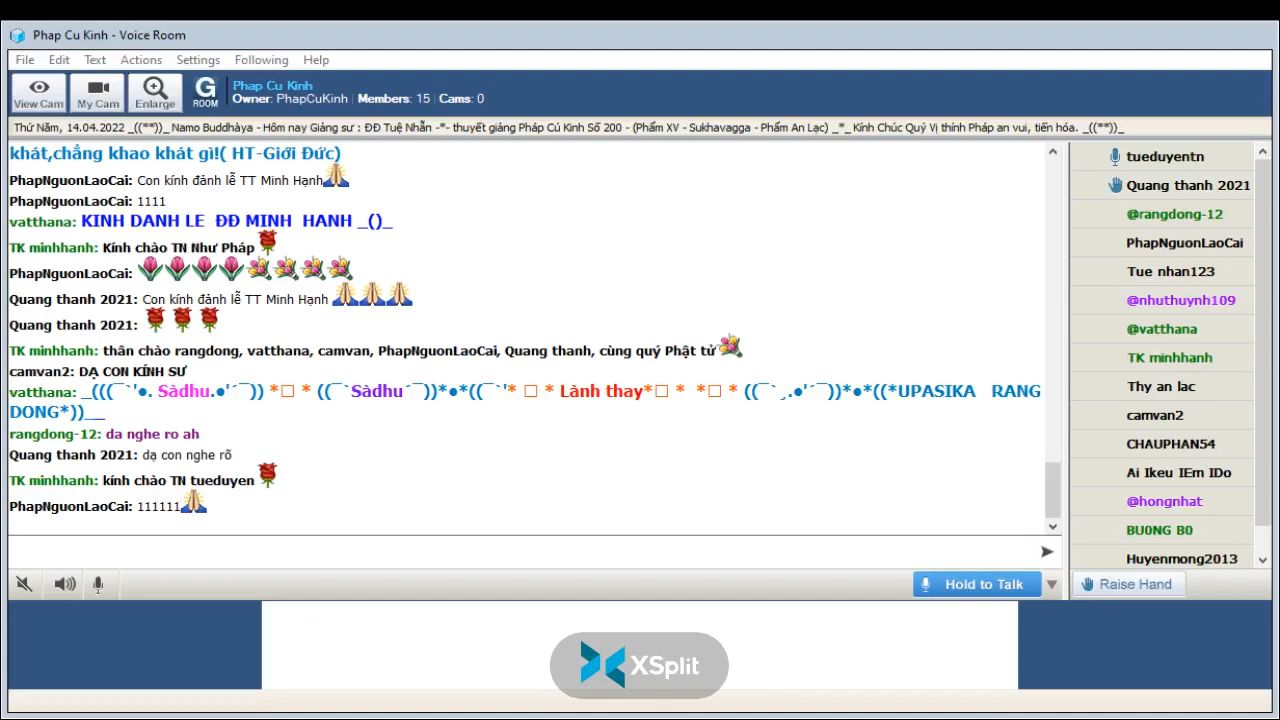 Phap Cu Kinh - Voice Room
File Edit Text Actions Settings Following Help
View Cam My Cam Enlarge G ROOM
Phap Cu Kinh
Owner: PhapCuKinh | Members: 15 | Cams: 0
Thứ Năm, 14.04.2022 _((**))_ Namo Buddhàya - Hôm nay Giảng sư : ĐĐ Tuệ Nhẫn -*- thuyết giảng Pháp Cú Kinh Số 200 - (Phẩm XV - Sukhavagga - Phẩm An Lạc) _*_ Kính Chúc Quý Vị thính Pháp an vui, tiến hóa. _((**))_
khát,chẳng khao khát gì!( HT-Giới Đức)
PhapNguonLaoCai: Con kính đảnh lễ TT Minh Hạnh
PhapNguonLaoCai: 1111
vatthana: KINH DANH LE ĐĐ MINH HANH _()_
TK minhhanh: Kính chào TN Như Pháp
PhapNguonLaoCai:
Quang thanh 2021: Con kính đảnh lễ TT Minh Hạnh
Quang thanh 2021:
TK minhhanh: thân chào rangdong, vatthana, camvan, PhapNguonLaoCai, Quang thanh, cùng quý Phật tử
camvan2: DẠ CON KÍNH SƯ
vatthana: _(((¯`'•. Sàdhu.•'´¯)) *□ * ((¯`Sàdhu´¯))*•*((¯`'* □ * Lành thay*□ * *□ * ((¯`¸.•'´¯))*•*((*UPASIKA RANG
DONG*))__
rangdong-12: da nghe ro ah
Quang thanh 2021: dạ con nghe rõ
TK minhhanh: kính chào TN tueduyen
PhapNguonLaoCai: 111111
tueduyentn
Quang thanh 2021
@rangdong-12
PhapNguonLaoCai
Tue nhan123
@nhuthuynh109
@vatthana
TK minhhanh
Thy an lac
camvan2
CHAUPHAN54
Ai Ikeu IEm IDo
@hongnhat
BU0NG B0
Huyenmong2013
Hold to Talk
Raise Hand
XSplit